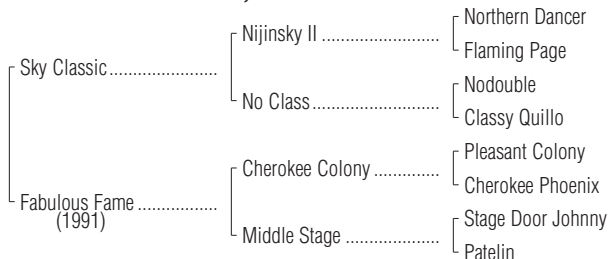 Northern Dancer
Nijinsky II ......................
Flaming Page
Sky Classic.....................
Nodouble
No Class........................
Classy Quillo
Pleasant Colony
Cherokee Colony .............
Cherokee Phoenix
Fabulous Fame ...............
(1991)
Stage Door Johnny
Middle Stage ..................
Patelin